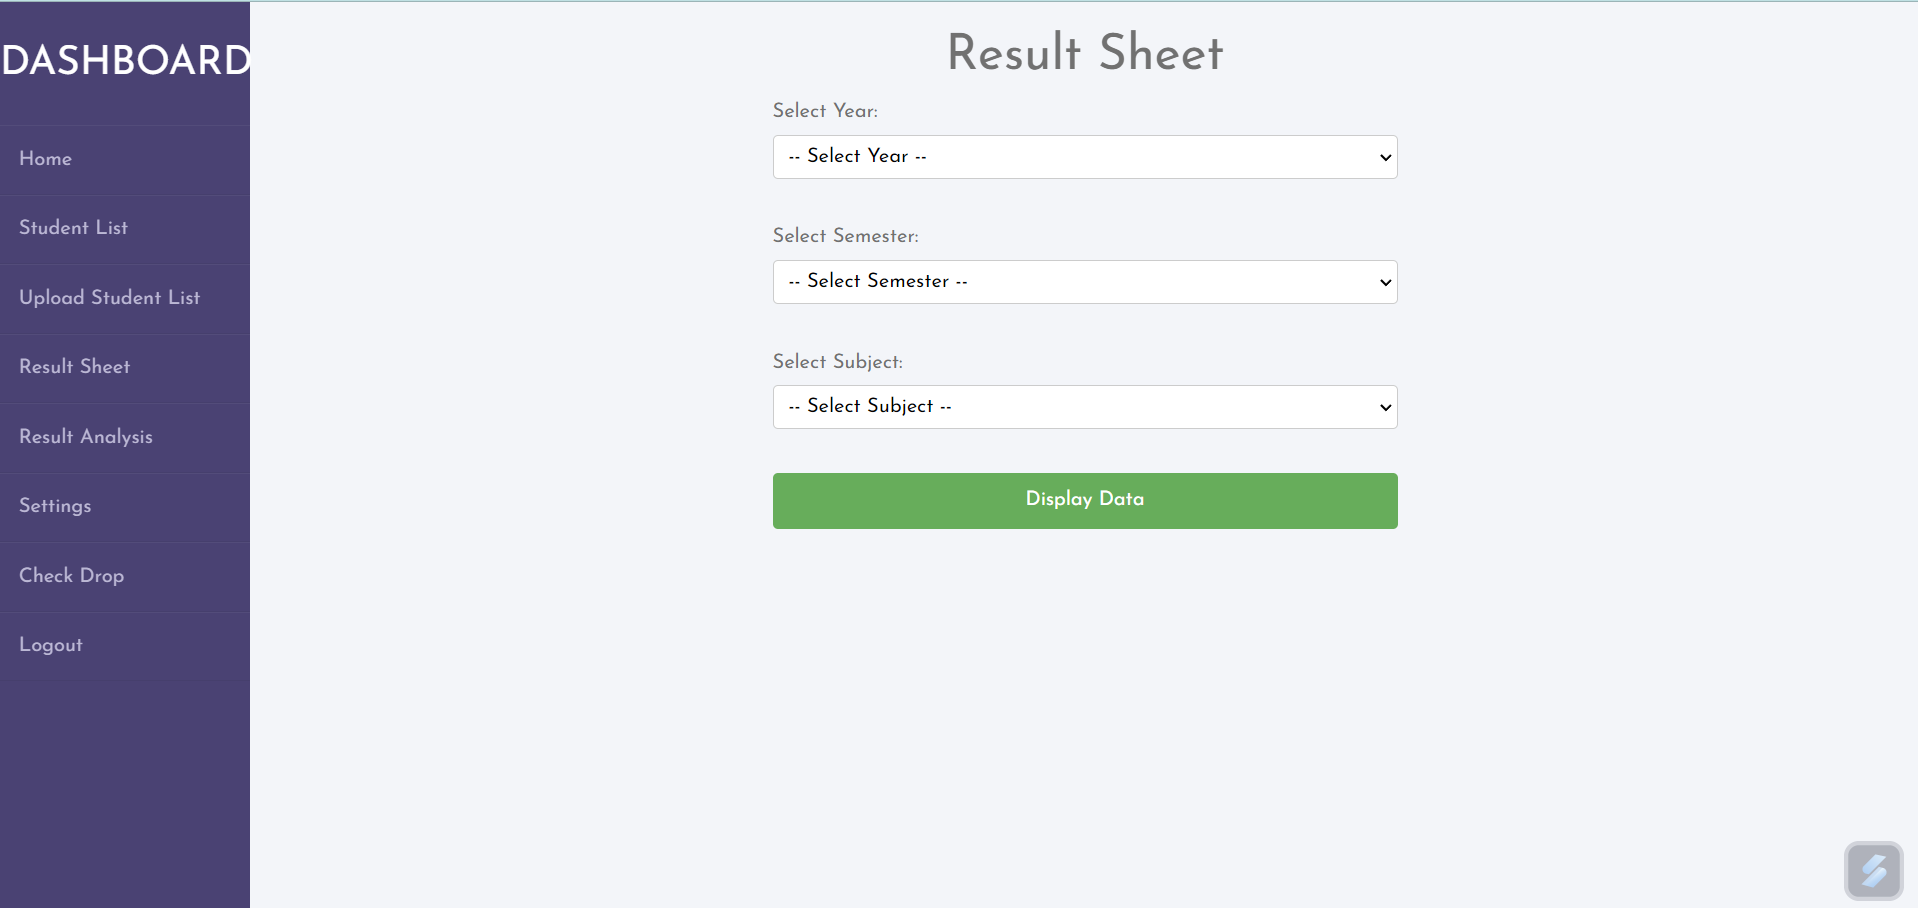 DASHBOARD
Home
Student List
Upload Student List
Result Sheet
Result Analysis
Settings
Check Drop
Logout
Result Sheet
Select Year:
-- Select Year --
Select Semester:
-- Select Semester --
Select Subject:
-- Select Subject --
Display Data